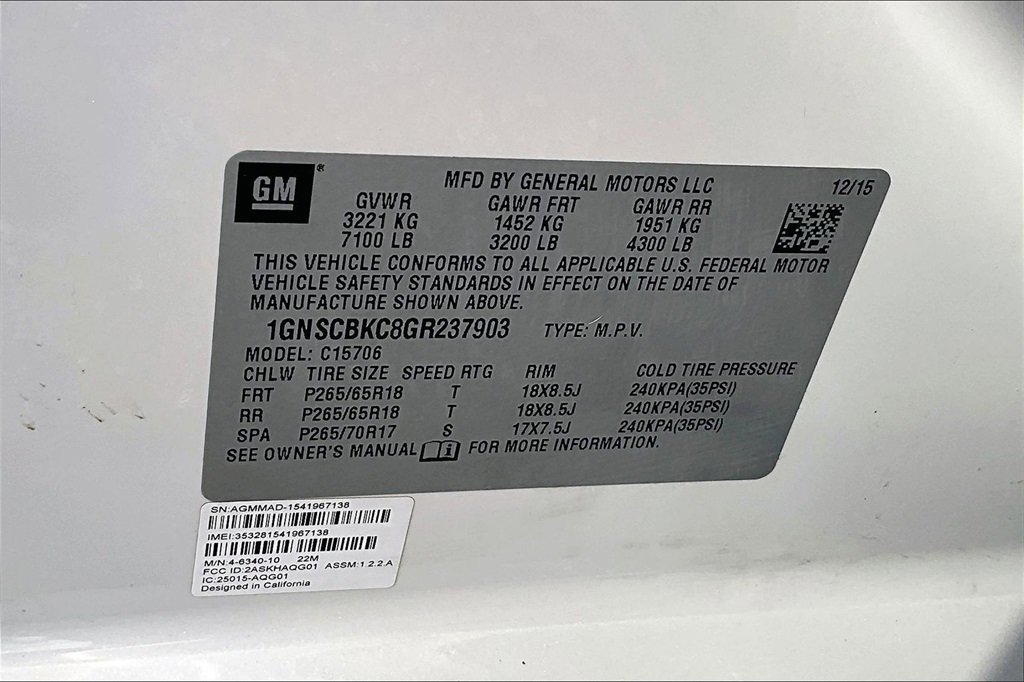 GM ®
MFD BY GENERAL MOTORS LLC 12/15
GVWR GAWR FRT GAWR RR
3221 KG 1452 KG 1951 KG
7100 LB 3200 LB 4300 LB
THIS VEHICLE CONFORMS TO ALL APPLICABLE U.S. FEDERAL MOTOR
VEHICLE SAFETY STANDARDS IN EFFECT ON THE DATE OF
MANUFACTURE SHOWN ABOVE.
1GNSCBKC8GR237903 TYPE: M.P.V.
MODEL: C15706
CHLW TIRE SIZE SPEED RTG RIM COLD TIRE PRESSURE
FRT P265/65R18 T 18X8.5J 240KPA(35PSI)
RR P265/65R18 T 18X8.5J 240KPA(35PSI)
SPA P265/70R17 S 17X7.5J 240KPA(35PSI)
SEE OWNER'S MANUAL FOR MORE INFORMATION.
SN:AGMMAD-1541967138
IMEI:353281541967138
M/N:4-6340-10 22M
FCC ID:2ASKHAQG01 ASSM:1.2.2.A
IC:25015-AQG01
Designed in California